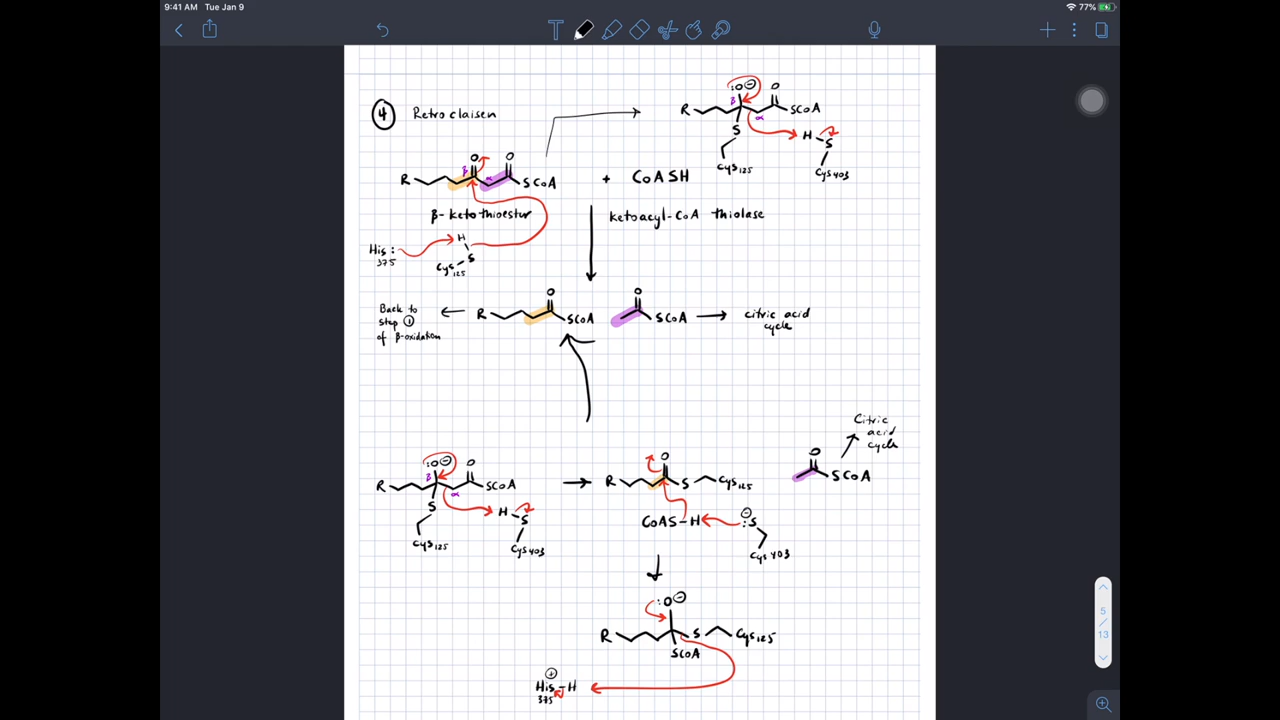 9:41 AM Tue Jan 9
77%
4 Retro claisen
:O⊖ O
β
R SCoA
α
S H S
Cys125 Cys403
O O
β α
R SCoA + CoASH
β-ketothioester
ketoacyl-CoA thiolase
His: H
375
S
Cys125
O O
Back to
step 1
of β-oxidation
R SCoA SCoA
citric acid
cycle
Citric
acid
cycle
:O⊖ O
β
R SCoA
α
S H S
Cys125 Cys403
O
R S Cys125
O
SCoA
CoAS-H ⊖:S
Cys403
:O⊖
R S Cys125
SCoA
⊕
His-H
375
5
/
13